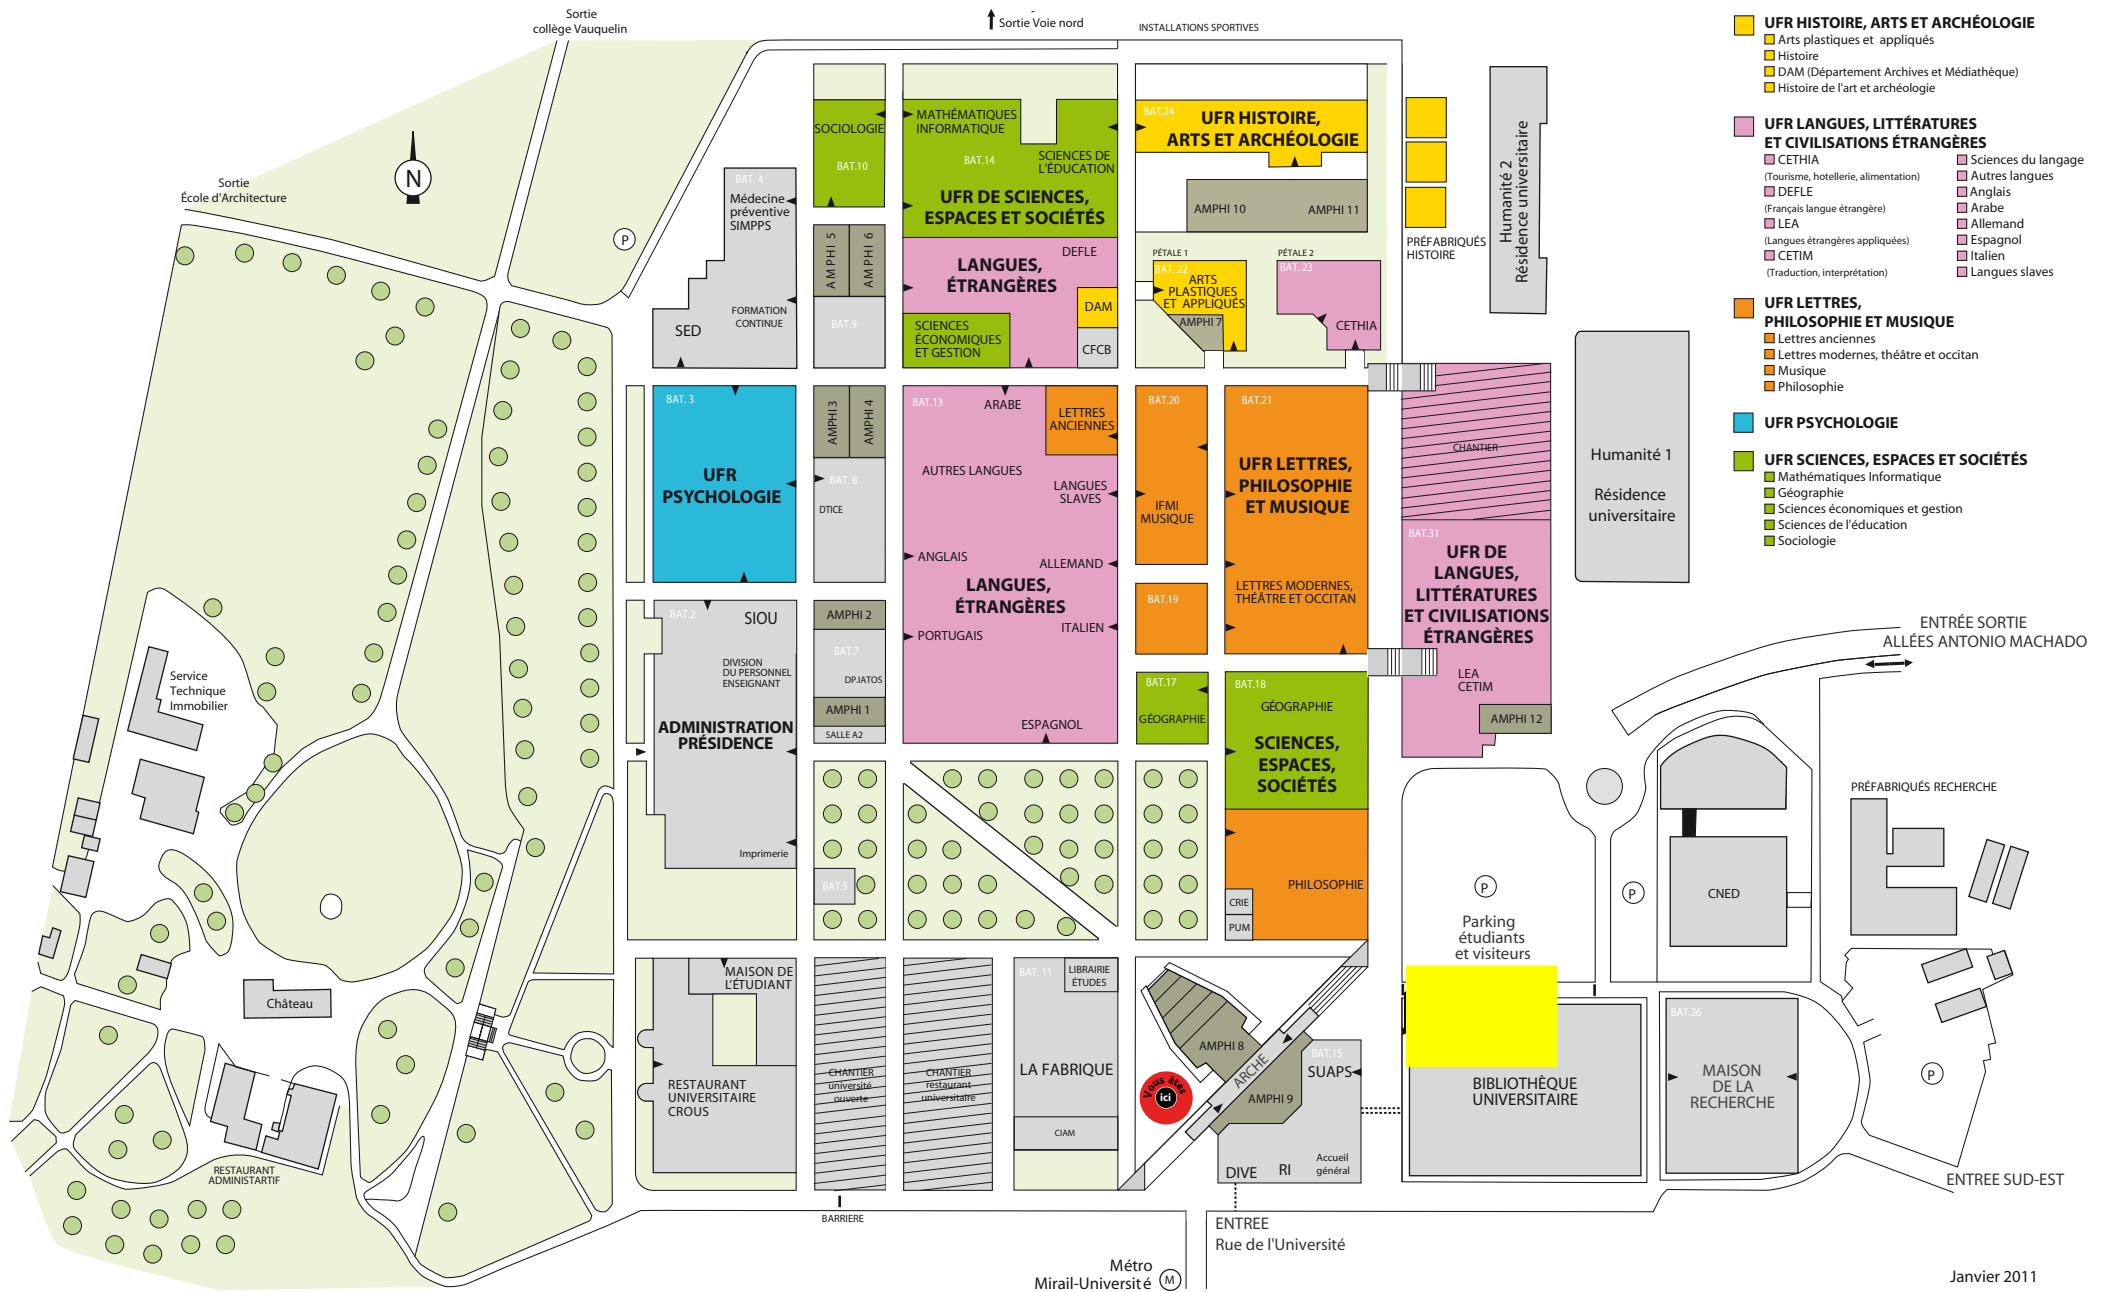 Sortie
collège Vauquelin
-
Sortie Voie nord
INSTALLATIONS SPORTIVES
Sortie
École d'Architecture
N
P
BAT. 4
Médecine
préventive
SIMPPS
FORMATION
CONTINUE
SED
SOCIOLOGIE
BAT.10
AMPHI 5
AMPHI 6
BAT.9
MATHÉMATIQUES
INFORMATIQUE
BAT.14
SCIENCES DE
L'ÉDUCATION
UFR DE SCIENCES,
ESPACES ET SOCIÉTÉS
DEFLE
LANGUES,
ÉTRANGÈRES
DAM
SCIENCES
ÉCONOMIQUES
ET GESTION
CFCB
BAT.24
UFR HISTOIRE,
ARTS ET ARCHÉOLOGIE
AMPHI 10
AMPHI 11
PÉTALE 1
BAT. 22
ARTS
PLASTIQUES
ET APPLIQUÉS
AMPHI 7
PÉTALE 2
BAT. 23
CETHIA
PRÉFABRIQUÉS
HISTOIRE
Humanité 2
Résidence universitaire
UFR HISTOIRE, ARTS ET ARCHÉOLOGIE
Arts plastiques et appliqués
Histoire
DAM (Département Archives et Médiathèque)
Histoire de l'art et archéologie
UFR LANGUES, LITTÉRATURES
ET CIVILISATIONS ÉTRANGÈRES
CETHIA
(Tourisme, hotellerie, alimentation)
DEFLE
(Français langue étrangère)
LEA
(Langues étrangères appliquées)
CETIM
(Traduction, interprétation)
Sciences du langage
Autres langues
Anglais
Arabe
Allemand
Espagnol
Italien
Langues slaves
UFR LETTRES,
PHILOSOPHIE ET MUSIQUE
Lettres anciennes
Lettres modernes, théâtre et occitan
Musique
Philosophie
UFR PSYCHOLOGIE
UFR SCIENCES, ESPACES ET SOCIÉTÉS
Mathématiques Informatique
Géographie
Sciences économiques et gestion
Sciences de l'éducation
Sociologie
BAT. 3
UFR
PSYCHOLOGIE
AMPHI 3
AMPHI 4
BAT. 8
DTICE
BAT.13
ARABE
LETTRES
ANCIENNES
AUTRES LANGUES
LANGUES
SLAVES
ANGLAIS
ALLEMAND
LANGUES,
ÉTRANGÈRES
ITALIEN
PORTUGAIS
ESPAGNOL
BAT.20
IFMI
MUSIQUE
BAT.19
BAT.21
UFR LETTRES,
PHILOSOPHIE
ET MUSIQUE
LETTRES MODERNES,
THÉÂTRE ET OCCITAN
CHANTIER
BAT.31
UFR DE
LANGUES,
LITTÉRATURES
ET CIVILISATIONS
ÉTRANGÈRES
LEA
CETIM
AMPHI 12
Humanité 1
Résidence
universitaire
ENTRÉE SORTIE
ALLÉES ANTONIO MACHADO
BAT.2
SIOU
DIVISION
DU PERSONNEL
ENSEIGNANT
ADMINISTRATION
PRÉSIDENCE
Imprimerie
AMPHI 2
BAT.7
DP.IATOS
AMPHI 1
SALLE A2
BAT.5
BAT.17
GÉOGRAPHIE
BAT.18
GÉOGRAPHIE
SCIENCES,
ESPACES,
SOCIÉTÉS
PHILOSOPHIE
CRIE
PUM
Service
Technique
Immobilier
Château
RESTAURANT
ADMINISTARTIF
P
Parking
étudiants
et visiteurs
P
CNED
PRÉFABRIQUÉS RECHERCHE
MAISON DE
L'ÉTUDIANT
RESTAURANT
UNIVERSITAIRE
CROUS
CHANTIER
université
ouverte
CHANTIER
restaurant
universitaire
BAT. 11
LIBRAIRIE
ÉTUDES
LA FABRIQUE
CIAM
AMPHI 8
ARCHE
Vous êtes
ici
AMPHI 9
BAT.15
SUAPS
DIVE
RI
Accueil
général
BIBLIOTHÈQUE
UNIVERSITAIRE
BAT.26
MAISON
DE LA
RECHERCHE
P
ENTREE SUD-EST
BARRIERE
ENTREE
Rue de l'Université
Métro
Mirail-Université
M
Janvier 2011